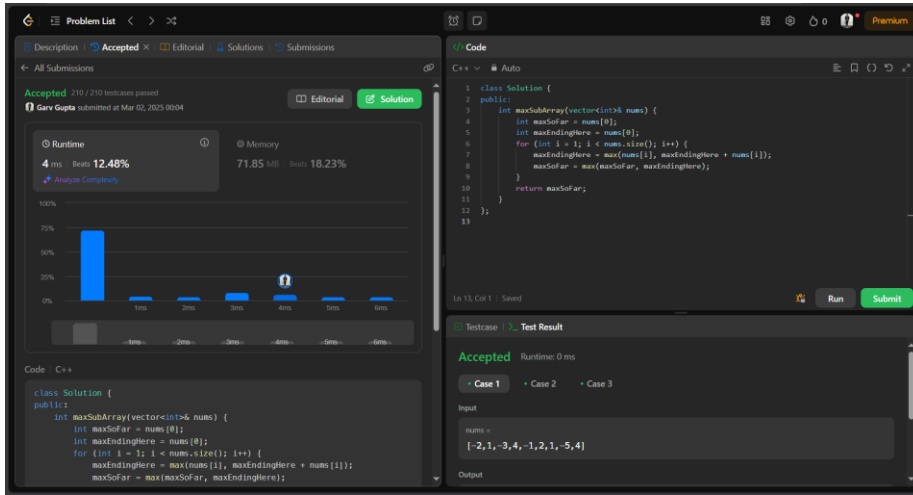 Problem List
0
Premium
Description
Accepted
Editorial
Solutions
Submissions
All Submissions
Accepted 210 / 210 testcases passed
Garv Gupta submitted at Mar 02, 2025 00:04
Editorial
Solution
Runtime
4 ms Beats 12.48%
Analyze Complexity
Memory
71.85 MB Beats 18.23%
100%
75%
50%
25%
0%
1ms 2ms 3ms 4ms 5ms 6ms
1ms 2ms 3ms 4ms 5ms 6ms
Code C++
class Solution {
public:
int maxSubArray(vector<int>& nums) {
int maxSoFar = nums[0];
int maxEndingHere = nums[0];
for (int i = 1; i < nums.size(); i++) {
maxEndingHere = max(nums[i], maxEndingHere + nums[i]);
maxSoFar = max(maxSoFar, maxEndingHere);
</> Code
C++ Auto
1 class Solution {
2 public:
3 int maxSubArray(vector<int>& nums) {
4 int maxSoFar = nums[0];
5 int maxEndingHere = nums[0];
6 for (int i = 1; i < nums.size(); i++) {
7 maxEndingHere = max(nums[i], maxEndingHere + nums[i]);
8 maxSoFar = max(maxSoFar, maxEndingHere);
9 }
10 return maxSoFar;
11 }
12 };
13
Ln 13, Col 1 Saved
Run
Submit
Testcase
Test Result
Accepted Runtime: 0 ms
Case 1 Case 2 Case 3
Input
nums =
[-2,1,-3,4,-1,2,1,-5,4]
Output